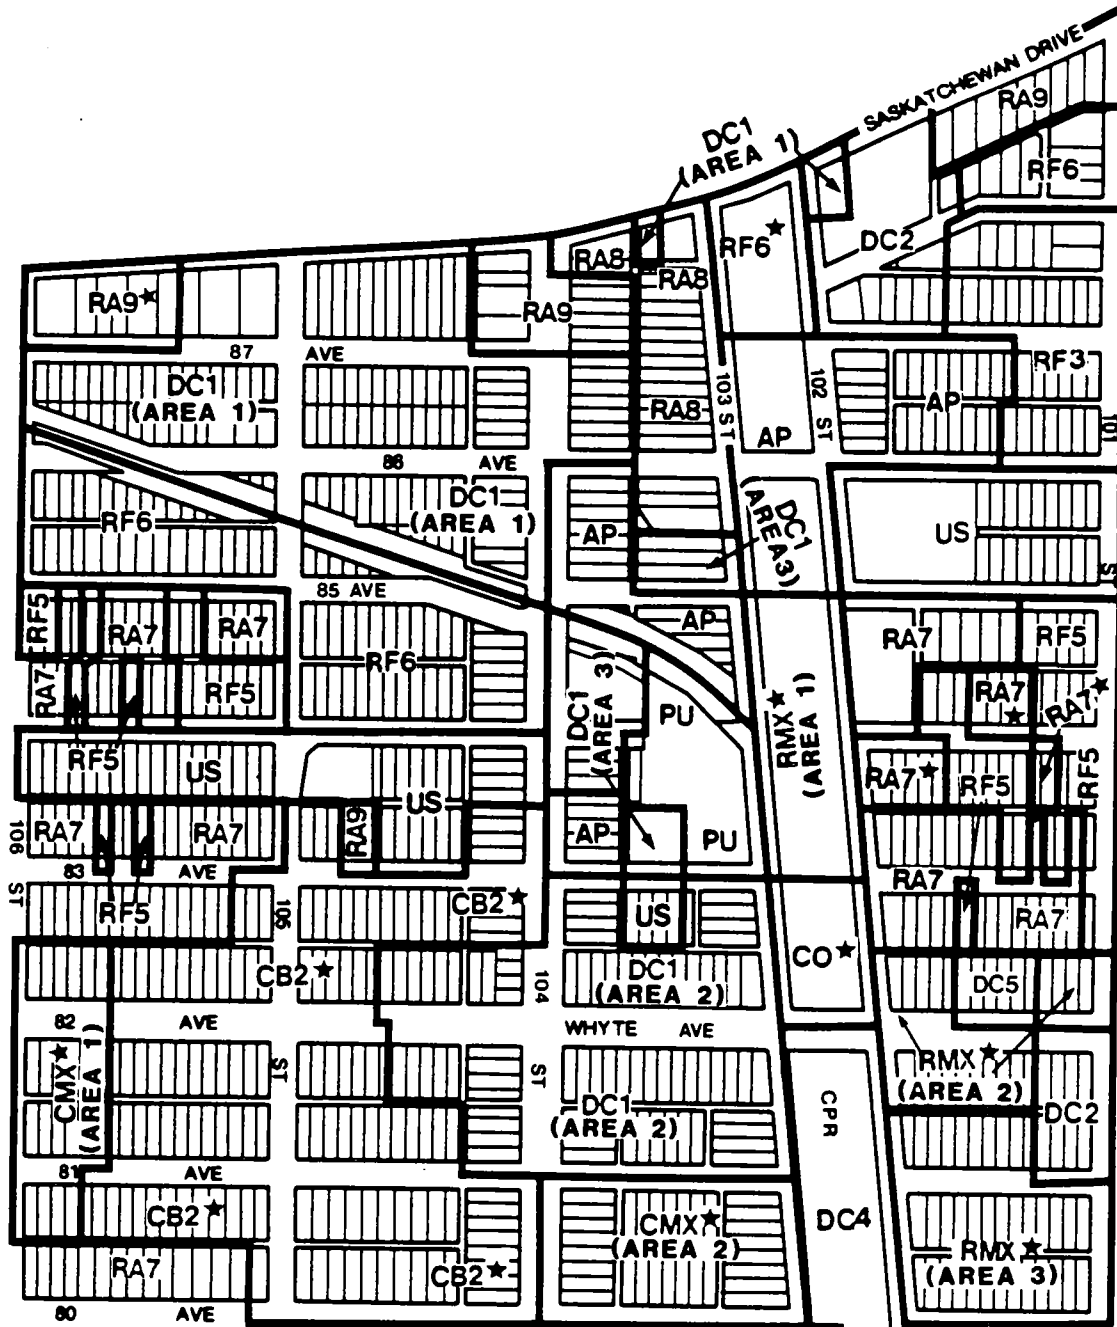 SASKATCHEWAN DRIVE
RA9
DC1
(AREA 1)
RF6
RF6★
DC2
RA8
RA8
RA9★
RA9
87 AVE
DC1
(AREA 1)
RF3
103 ST
102 ST
AP
RA8
AP
101
86 AVE
DC1
(AREA 1)
DC1
(AREA3)
RF6
AP
US
ST
85 AVE
RF5
RA7
RA7
AP
RA7
RF5
RF6
RA7
RF5
DC1
(AREA 3)
PU
RMX★
(AREA 1)
RA7
★
RA7★
RF5
US
RA7★
RF5
RF5
RA7
RA7
RA9
US
AP
PU
106
ST
83 AVE
RF5
105
CB2★
US
RA7
RA7
CB2★
104
DC1
(AREA 2)
CO★
DC5
82 AVE
WHYTE AVE
CMX★
(AREA 1)
ST
ST
RMX★
(AREA 2)
DC1
(AREA 2)
CPR
DC2
81 AVE
CB2★
CMX★
(AREA 2)
DC4
RMX★
(AREA 3)
RA7
CB2★
80 AVE